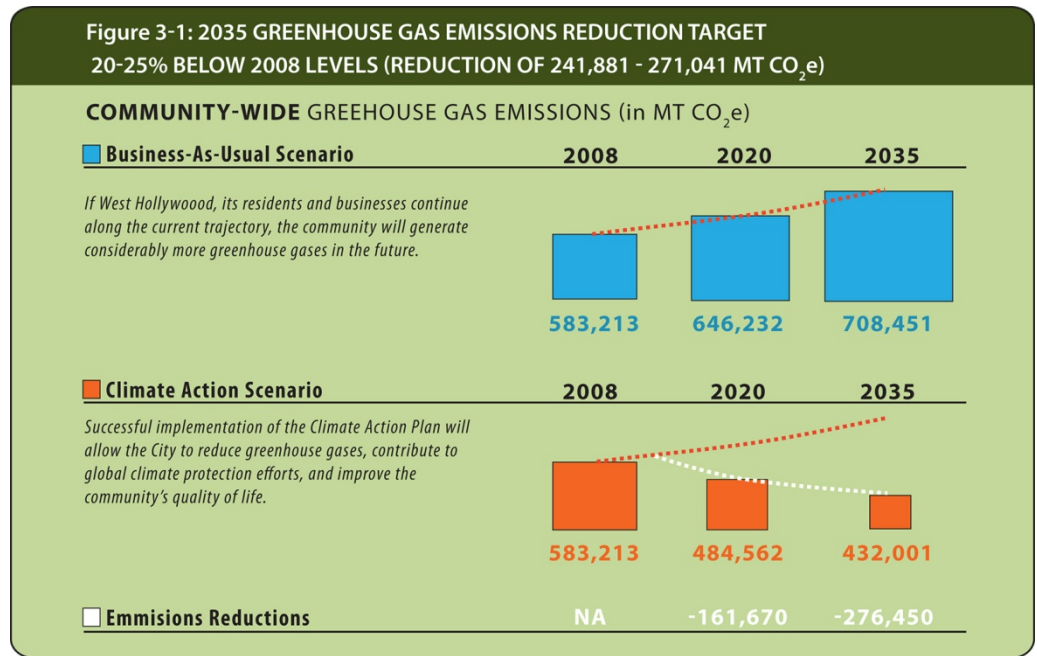 Figure 3-1: 2035 GREENHOUSE GAS EMISSIONS REDUCTION TARGET
20-25% BELOW 2008 LEVELS (REDUCTION OF 241,881 - 271,041 MT CO2e)
COMMUNITY-WIDE GREEHOUSE GAS EMISSIONS (in MT CO2e)
Business-As-Usual Scenario 2008 2020 2035
If West Hollywoood, its residents and businesses continue
along the current trajectory, the community will generate
considerably more greenhouse gases in the future.
583,213 646,232 708,451
Climate Action Scenario 2008 2020 2035
Successful implementation of the Climate Action Plan will
allow the City to reduce greenhouse gases, contribute to
global climate protection efforts, and improve the
community's quality of life.
583,213 484,562 432,001
Emmisions Reductions NA -161,670 -276,450